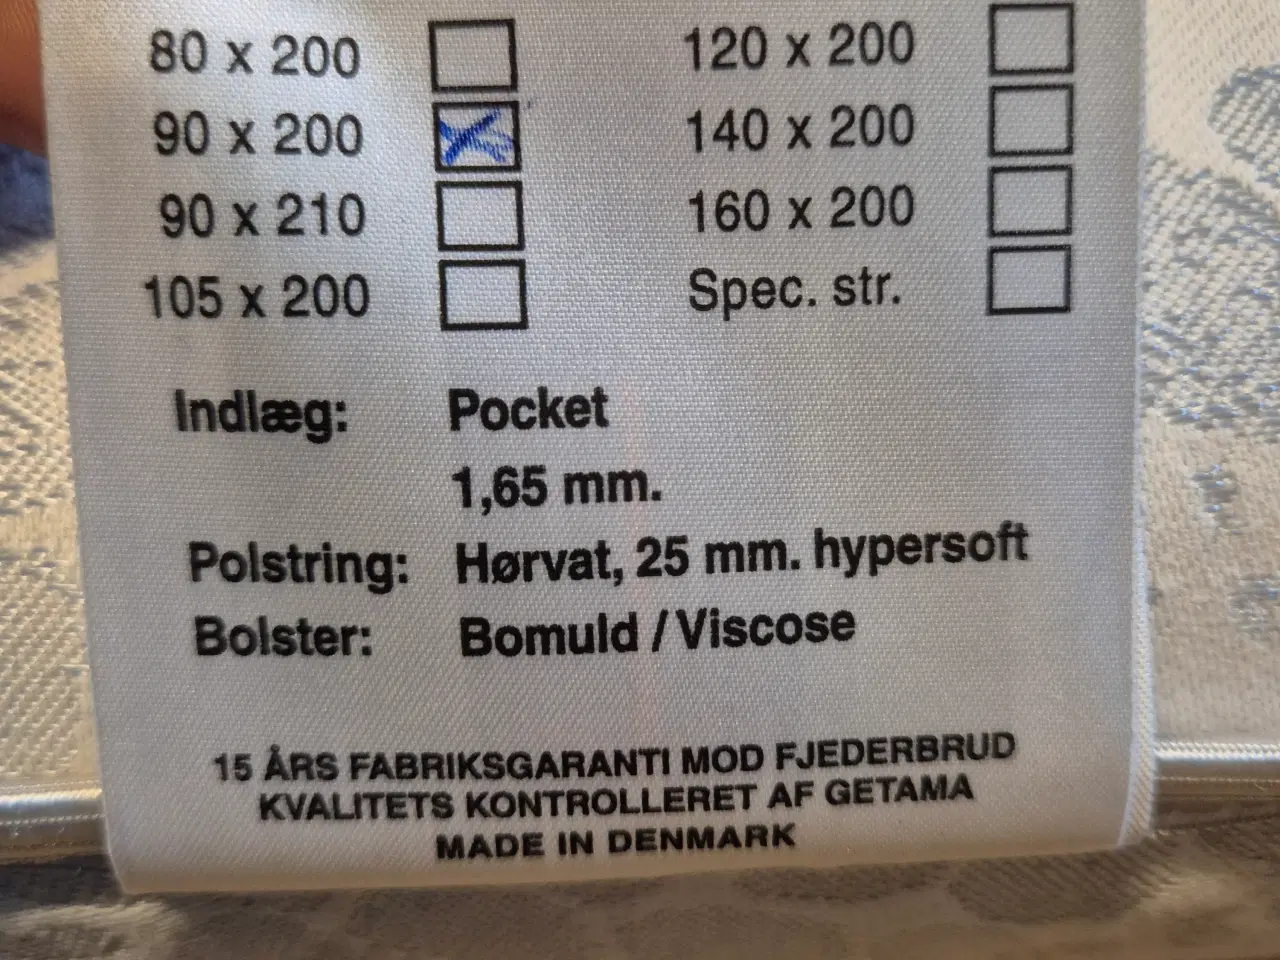 80 x 200 120 x 200
90 x 200 X 140 x 200
90 x 210 160 x 200
105 x 200 Spec. str.
Indlæg: Pocket
1,65 mm.
Polstring: Hørvat, 25 mm. hypersoft
Bolster: Bomuld / Viscose
15 ÅRS FABRIKSGARANTI MOD FJEDERBRUD
KVALITETS KONTROLLERET AF GETAMA
MADE IN DENMARK